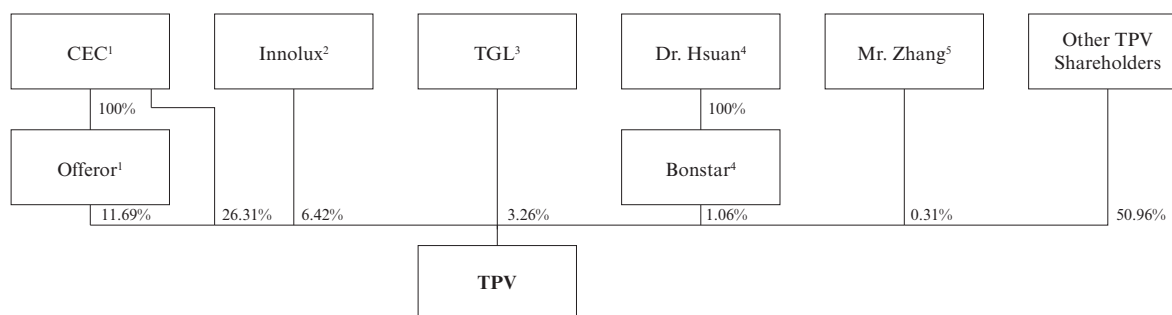 CEC¹
Innolux²
TGL³
Dr. Hsuan⁴
Mr. Zhang⁵
Other TPV
Shareholders
100%
100%
Offeror¹
Bonstar⁴
11.69%
26.31%
6.42%
3.26%
1.06%
0.31%
50.96%
TPV